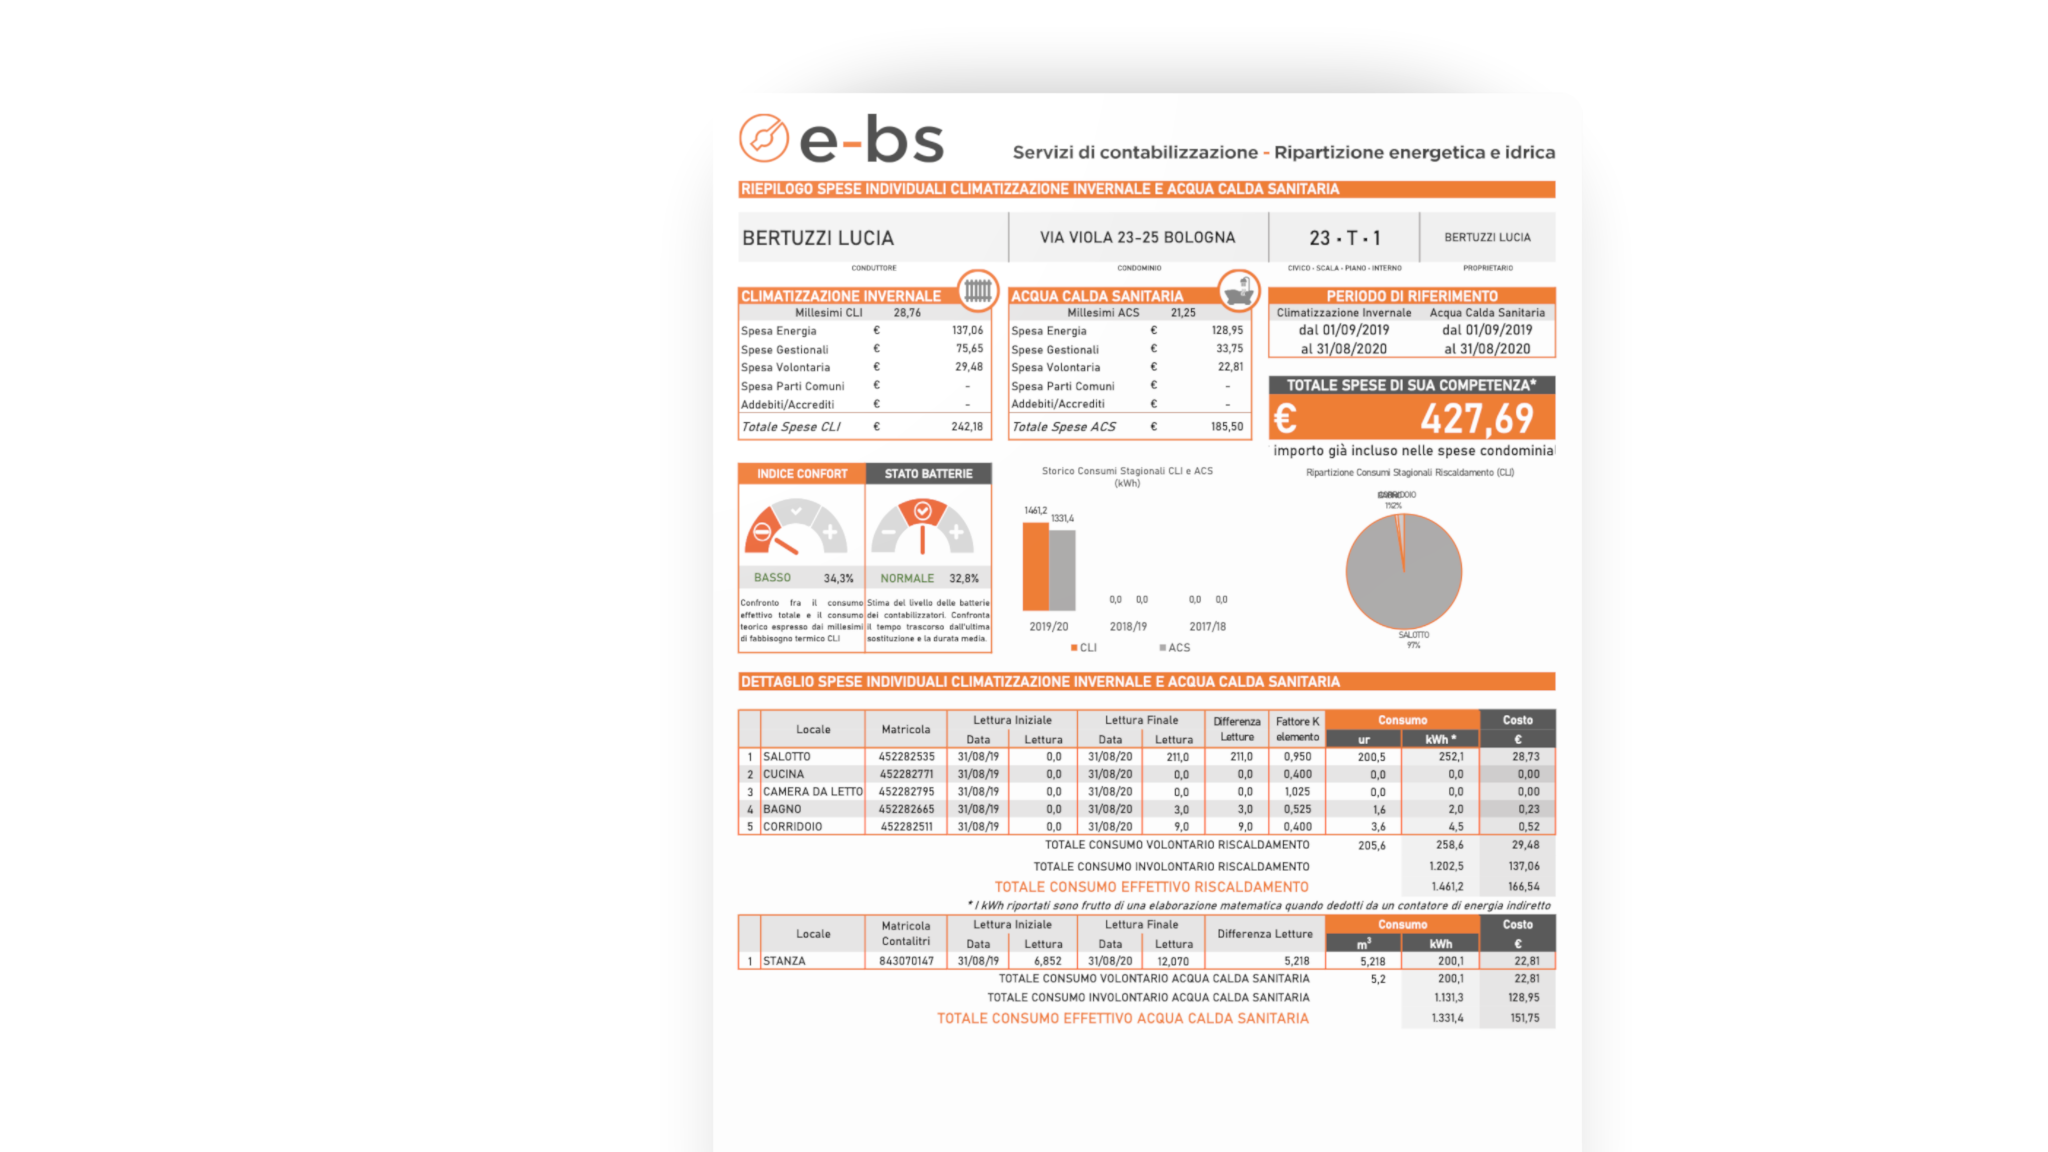 e-bs
Servizi di contabilizzazione - Ripartizione energetica e idrica
RIEPILOGO SPESE INDIVIDUALI CLIMATIZZAZIONE INVERNALE E ACQUA CALDA SANITARIA
BERTUZZI LUCIA VIA VIOLA 23-25 BOLOGNA 23 · T · 1 BERTUZZI LUCIA
CONDUTTORE CONDOMINIO CIVICO - SCALA - PIANO - INTERNO PROPRIETARIO
CLIMATIZZAZIONE INVERNALE
Millesimi CLI 28,76
Spesa Energia € 137,06
Spese Gestionali € 75,65
Spesa Volontaria € 29,48
Spesa Parti Comuni € -
Addebiti/Accrediti € -
Totale Spese CLI € 242,18
ACQUA CALDA SANITARIA
Millesimi ACS 21,25
Spesa Energia € 128,95
Spese Gestionali € 33,75
Spesa Volontaria € 22,81
Spesa Parti Comuni € -
Addebiti/Accrediti € -
Totale Spese ACS € 185,50
PERIODO DI RIFERIMENTO
Climatizzazione Invernale Acqua Calda Sanitaria
dal 01/09/2019 dal 01/09/2019
al 31/08/2020 al 31/08/2020
TOTALE SPESE DI SUA COMPETENZA*
€ 427,69
importo già incluso nelle spese condominial
INDICE CONFORT
BASSO 34,3%
Confronto fra il consumo
effettivo totale e il consumo
teorico espresso dai millesimi
di fabbisogno termico CLI
STATO BATTERIE
NORMALE 32,8%
Stima del livello delle batterie
dei contabilizzatori. Confronta
il tempo trascorso dall'ultima
sostituzione e la durata media.
Storico Consumi Stagionali CLI e ACS
(kWh)
1461,2 1331,4
0,0 0,0 0,0 0,0
2019/20 2018/19 2017/18
CLI ACS
Ripartizione Consumi Stagionali Riscaldamento (CLI)
SALOTTO
97%
DETTAGLIO SPESE INDIVIDUALI CLIMATIZZAZIONE INVERNALE E ACQUA CALDA SANITARIA
Locale Matricola Lettura Iniziale Lettura Finale Differenza Letture Fattore K elemento Consumo Costo
Data Lettura Data Lettura ur kWh * €
1 SALOTTO 452282535 31/08/19 0,0 31/08/20 211,0 211,0 0,950 200,5 252,1 28,73
2 CUCINA 452282771 31/08/19 0,0 31/08/20 0,0 0,0 0,400 0,0 0,0 0,00
3 CAMERA DA LETTO 452282795 31/08/19 0,0 31/08/20 0,0 0,0 1,025 0,0 0,0 0,00
4 BAGNO 452282665 31/08/19 0,0 31/08/20 3,0 3,0 0,525 1,6 2,0 0,23
5 CORRIDOIO 452282511 31/08/19 0,0 31/08/20 9,0 9,0 0,400 3,6 4,5 0,52
TOTALE CONSUMO VOLONTARIO RISCALDAMENTO 205,6 258,6 29,48
TOTALE CONSUMO INVOLONTARIO RISCALDAMENTO 1.202,5 137,06
TOTALE CONSUMO EFFETTIVO RISCALDAMENTO 1.461,2 166,54
* I kWh riportati sono frutto di una elaborazione matematica quando dedotti da un contatore di energia indiretto
Locale Matricola Contalitri Lettura Iniziale Lettura Finale Differenza Letture Consumo Costo
Data Lettura Data Lettura m³ kWh €
1 STANZA 843070147 31/08/19 6,852 31/08/20 12,070 5,218 5,218 200,1 22,81
TOTALE CONSUMO VOLONTARIO ACQUA CALDA SANITARIA 5,2 200,1 22,81
TOTALE CONSUMO INVOLONTARIO ACQUA CALDA SANITARIA 1.131,3 128,95
TOTALE CONSUMO EFFETTIVO ACQUA CALDA SANITARIA 1.331,4 151,75